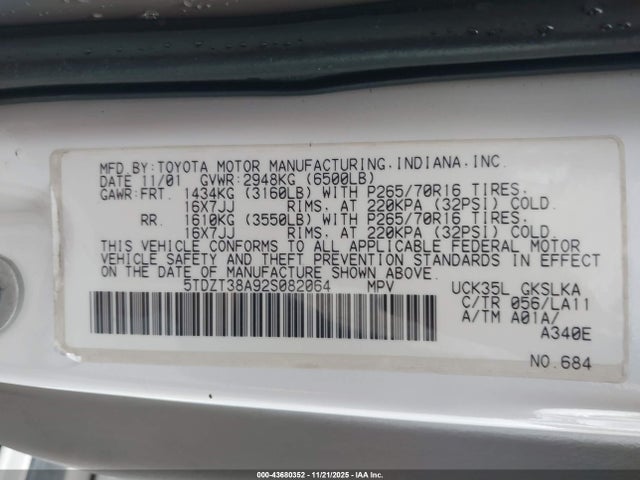 MFD.BY:TOYOTA MOTOR MANUFACTURING.INDIANA.INC.
DATE 11/01 GVWR:2948KG (6500LB)
GAWR:FRT. 1434KG (3160LB) WITH P265/70R16 TIRES.
16X7JJ RIMS. AT 220KPA (32PSI) COLD.
RR. 1610KG (3550LB) WITH P265/70R16 TIRES.
16X7JJ RIMS. AT 220KPA (32PSI) COLD.
THIS VEHICLE CONFORMS TO ALL APPLICABLE FEDERAL MOTOR
VEHICLE SAFETY AND THEFT PREVENTION STANDARDS IN EFFECT
ON THE DATE OF MANUFACTURE SHOWN ABOVE.
5TDZT38A92S082064 MPV UCK35L GKSLKA
C/TR 056/LA11
A/TM A01A/
A340E
NO.684
000-43680352 - 11/21/2025 - IAA Inc.